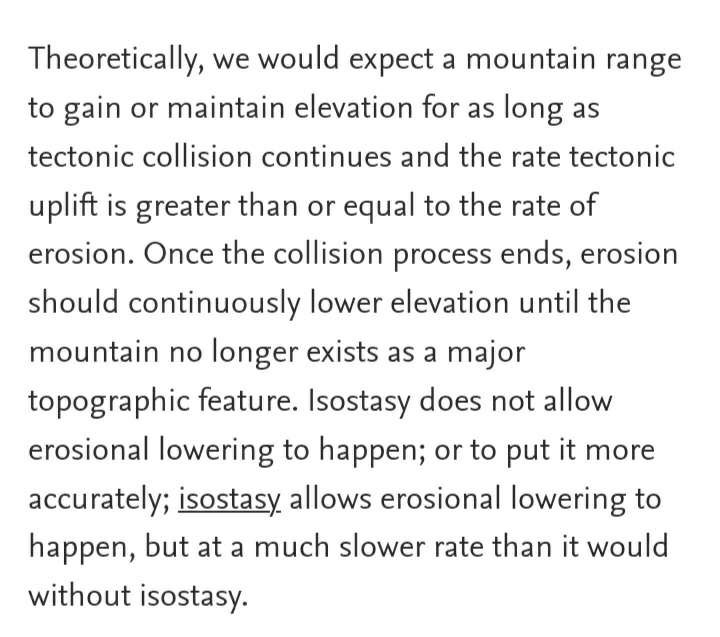 Theoretically, we would expect a mountain range
to gain or maintain elevation for as long as
tectonic collision continues and the rate tectonic
uplift is greater than or equal to the rate of
erosion. Once the collision process ends, erosion
should continuously lower elevation until the
mountain no longer exists as a major
topographic feature. Isostasy does not allow
erosional lowering to happen; or to put it more
accurately; isostasy allows erosional lowering to
happen, but at a much slower rate than it would
without isostasy.